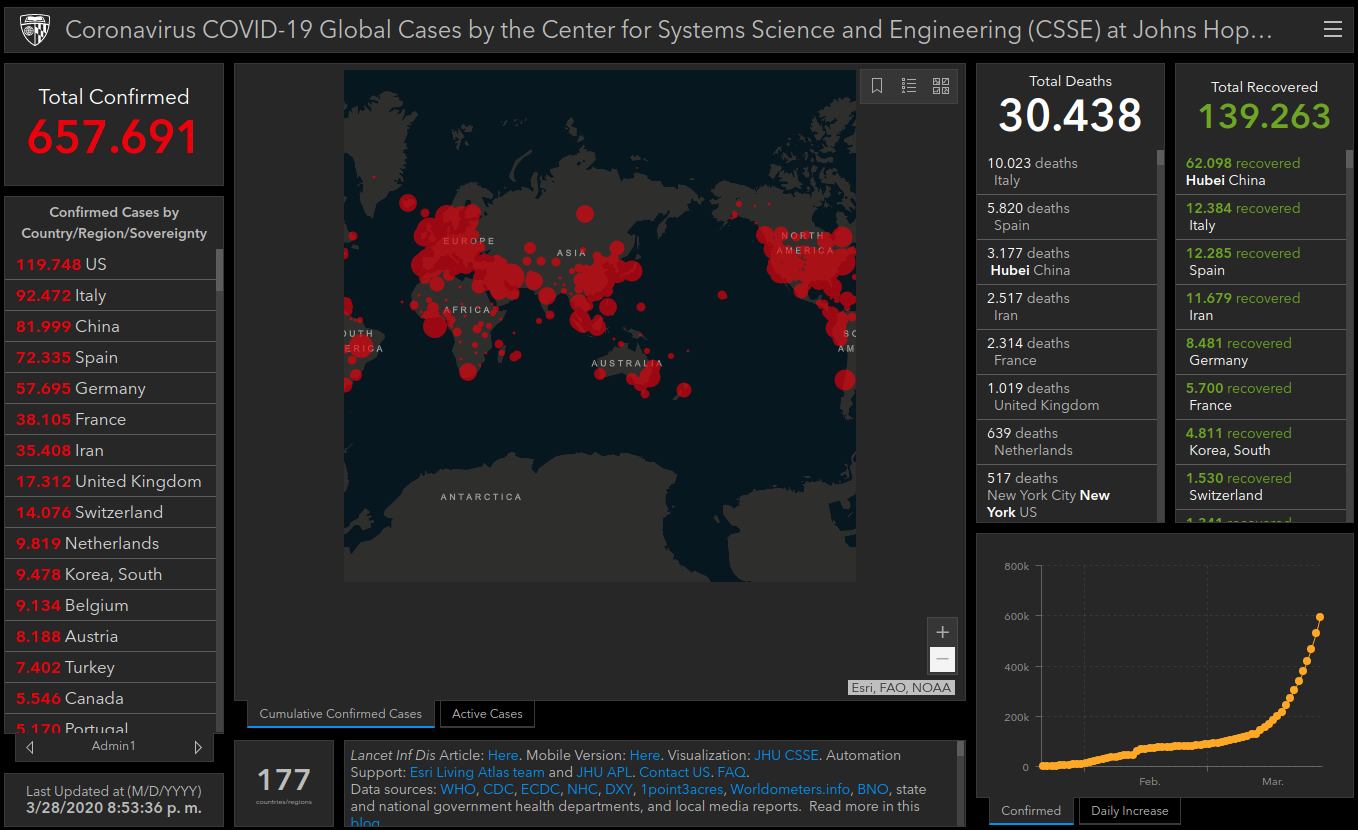 Coronavirus COVID-19 Global Cases by the Center for Systems Science and Engineering (CSSE) at Johns Hop...
Total Confirmed
657.691
Confirmed Cases by
Country/Region/Sovereignty
119.748 US
92.472 Italy
81.999 China
72.335 Spain
57.695 Germany
38.105 France
35.408 Iran
17.312 United Kingdom
14.076 Switzerland
9.819 Netherlands
9.478 Korea, South
9.134 Belgium
8.188 Austria
7.402 Turkey
5.546 Canada
5.170 Portugal
Admin1
Last Updated at (M/D/YYYY)
3/28/2020 8:53:36 p. m.
EUROPE
ASIA
NORTH
AMERICA
AFRICA
OUTH
ERICA
SO
AM
AUSTRALIA
ANTARCTICA
Esri, FAO, NOAA
Cumulative Confirmed Cases
Active Cases
177
countries/regions
Lancet Inf Dis Article: Here. Mobile Version: Here. Visualization: JHU CSSE. Automation
Support: Esri Living Atlas team and JHU APL. Contact US. FAQ.
Data sources: WHO, CDC, ECDC, NHC, DXY, 1point3acres, Worldometers.info, BNO, state
and national government health departments, and local media reports. Read more in this
blog
Total Deaths
30.438
10.023 deaths
Italy
5.820 deaths
Spain
3.177 deaths
Hubei China
2.517 deaths
Iran
2.314 deaths
France
1.019 deaths
United Kingdom
639 deaths
Netherlands
517 deaths
New York City New
York US
Total Recovered
139.263
62.098 recovered
Hubei China
12.384 recovered
Italy
12.285 recovered
Spain
11.679 recovered
Iran
8.481 recovered
Germany
5.700 recovered
France
4.811 recovered
Korea, South
1.530 recovered
Switzerland
800k
600k
400k
200k
0
Feb.
Mar.
Confirmed
Daily Increase